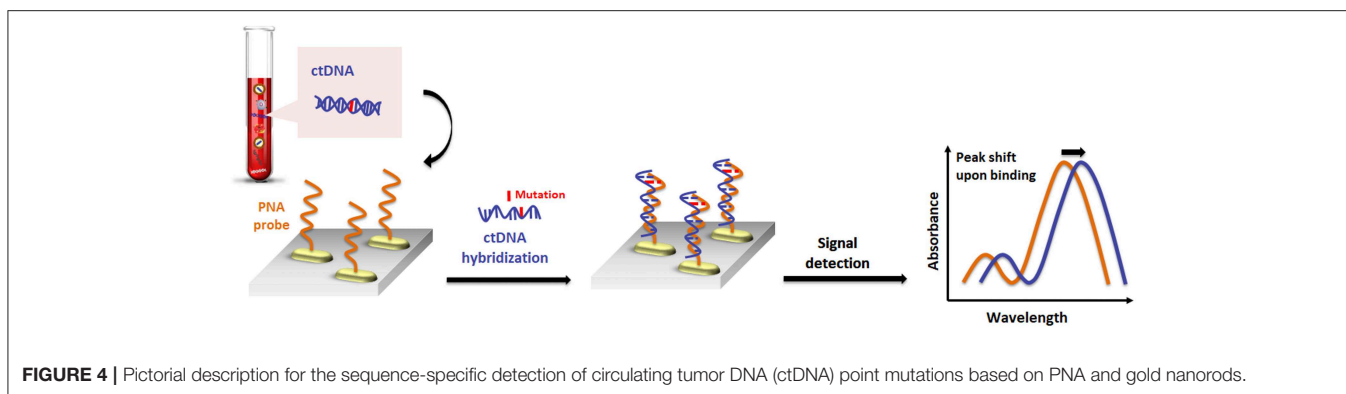 ctDNA
PNA
probe
Mutation
ctDNA
hybridization
Signal
detection
Peak shift
upon binding
Absorbance
Wavelength
FIGURE 4 | Pictorial description for the sequence-specific detection of circulating tumor DNA (ctDNA) point mutations based on PNA and gold nanorods.